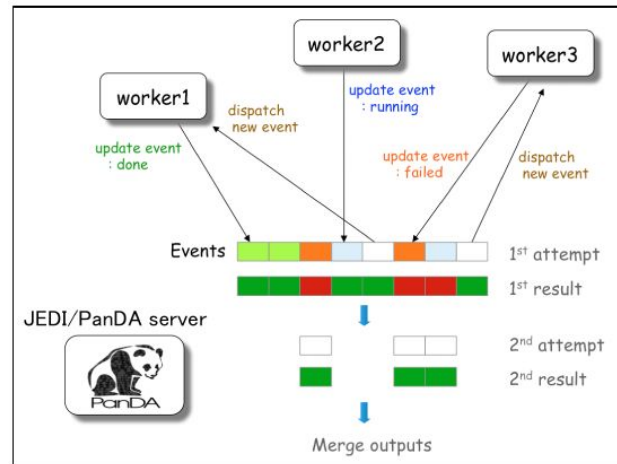 worker2
worker3
worker1
update event
: running
dispatch
new event
update event
: done
update event
: failed
dispatch
new event
Events
1st attempt
1st result
JEDI/PanDA server
2nd attempt
2nd result
PanDA
Merge outputs